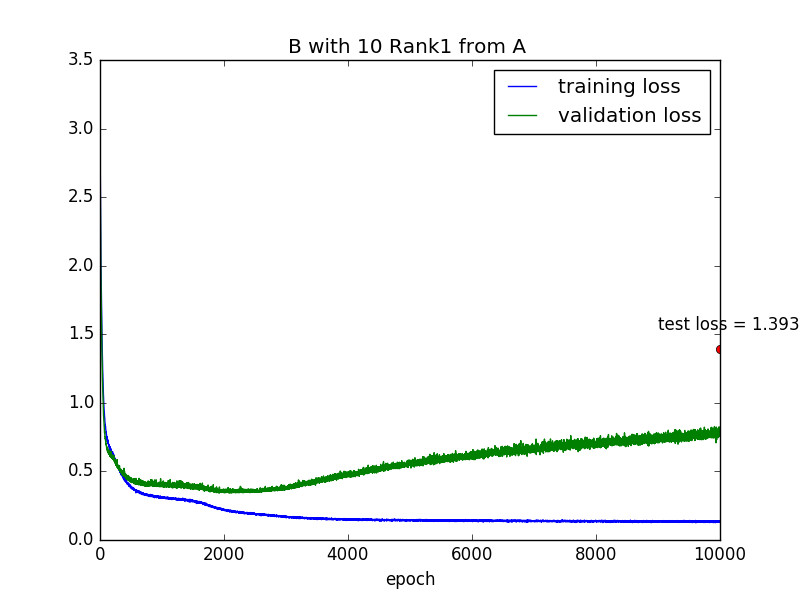 B with 10 Rank1 from A
3.5
3.0
2.5
2.0
1.5
1.0
0.5
0.0
training loss
validation loss
test loss = 1.393
0 2000 4000 6000 8000 10000
epoch